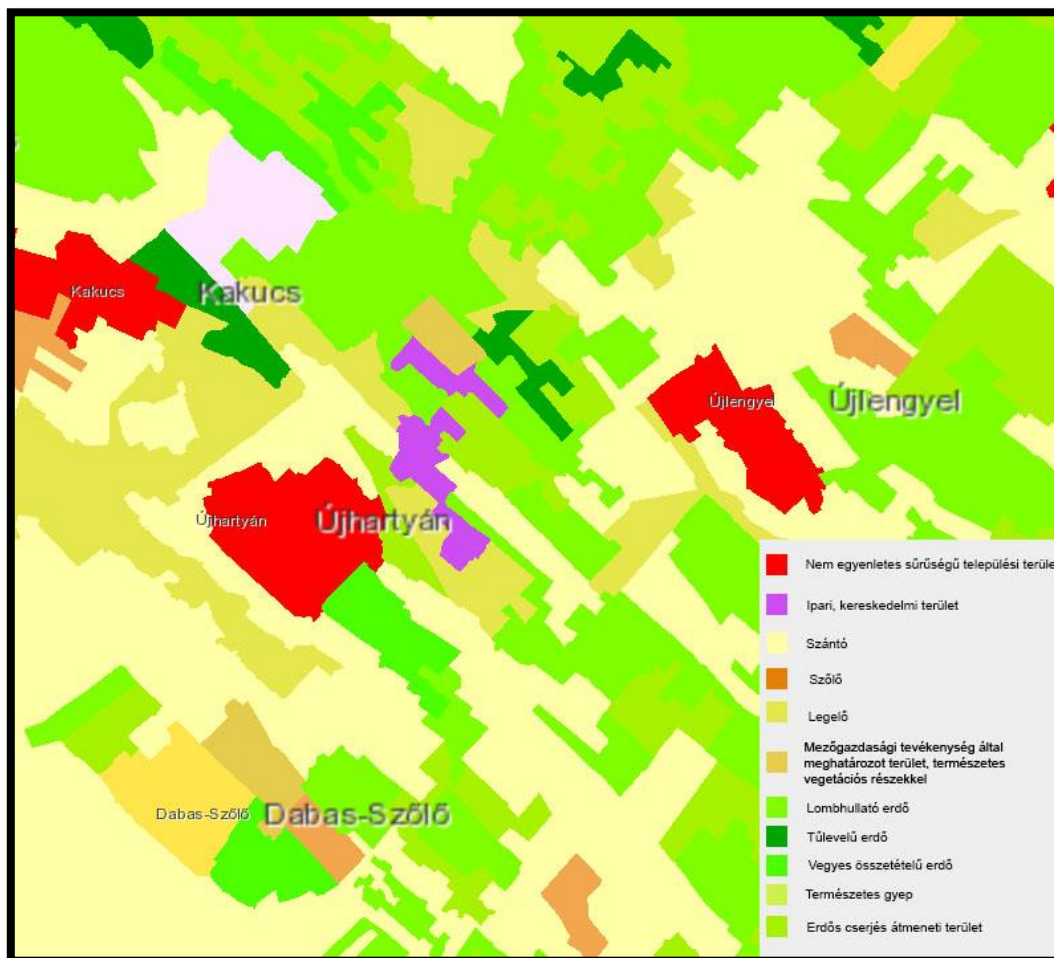 Kakucs
Kakucs
Újlengyel
Újlengyel
Újhartyán
Újhartyán
Dabas-Szőlő
Dabas-Szőlő
Nem egyenletes sűrűségű települési terüle
Ipari, kereskedelmi terület
Szántó
Szőlő
Legelő
Mezőgazdasági tevékenység által
meghatározot terület, természetes
vegetációs részekkel
Lombhullató erdő
Tűlevelű erdő
Vegyes összetételű erdő
Természetes gyep
Erdős cserjés átmeneti terület